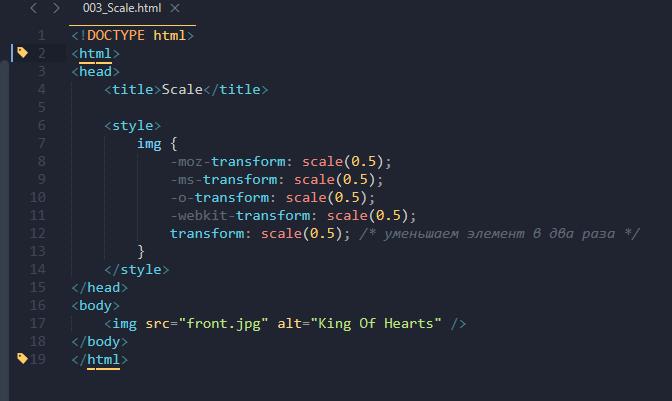 003_Scale.html
1 <!DOCTYPE html>
2 <html>
3 <head>
4     <title>Scale</title>
5
6     <style>
7         img {
8             -moz-transform: scale(0.5);
9             -ms-transform: scale(0.5);
10             -o-transform: scale(0.5);
11             -webkit-transform: scale(0.5);
12             transform: scale(0.5); /* уменьшаем элемент в два раза */
13         }
14     </style>
15 </head>
16 <body>
17     <img src="front.jpg" alt="King Of Hearts" />
18 </body>
19 </html>